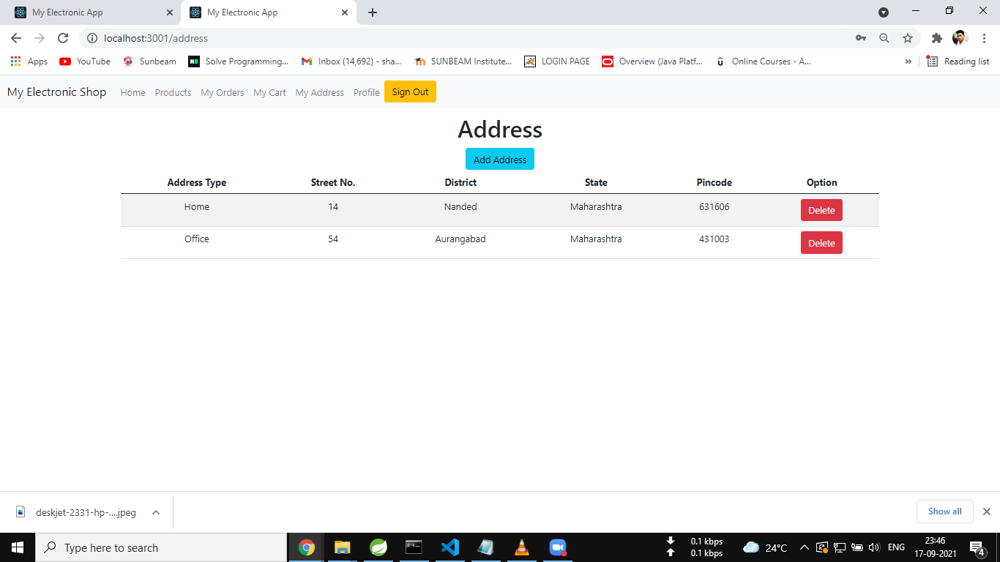 My Electronic App
My Electronic App
localhost:3001/address
Apps YouTube Sunbeam Solve Programming... Inbox (14,692) - sha... SUNBEAM Institute... LOGIN PAGE Overview (Java Platf... Online Courses - A... » Reading list
My Electronic Shop Home Products My Orders My Cart My Address Profile Sign Out
Address
Add Address
Address Type Street No. District State Pincode Option
Home 14 Nanded Maharashtra 631606 Delete
Office 54 Aurangabad Maharashtra 431003 Delete
deskjet-2331-hp-....jpeg Show all
Type here to search
0.1 kbps
0.1 kbps
24°C
ENG
23:46
17-09-2021
4